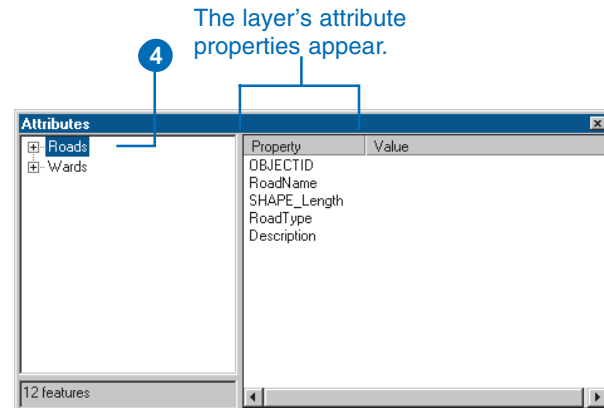 The layer's attribute
properties appear.
4
Attributes
Roads
Wards
Property Value
OBJECTID
RoadName
SHAPE_Length
RoadType
Description
12 features